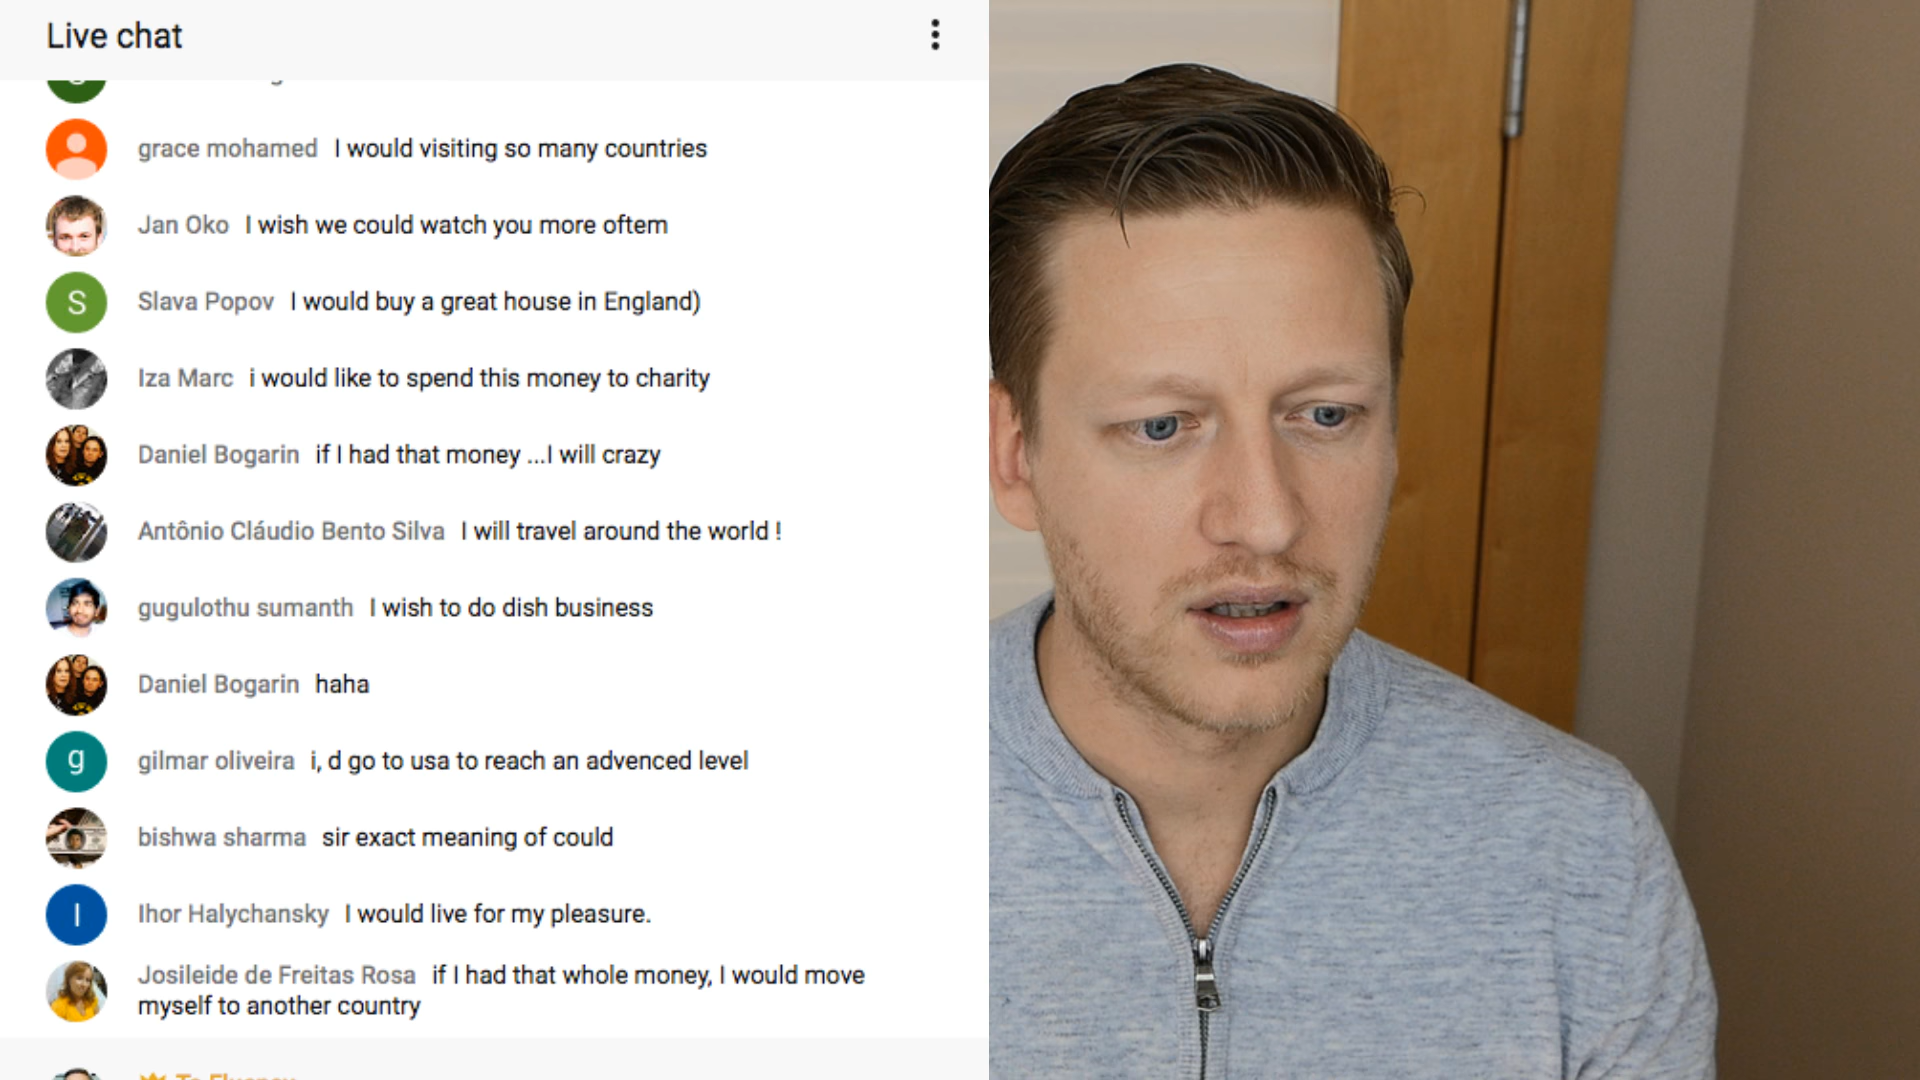 Live chat
grace mohamed I would visiting so many countries
Jan Oko I wish we could watch you more oftem
S Slava Popov I would buy a great house in England)
Iza Marc i would like to spend this money to charity
Daniel Bogarin if I had that money ...I will crazy
Antônio Cláudio Bento Silva I will travel around the world !
gugulothu sumanth I wish to do dish business
Daniel Bogarin haha
g gilmar oliveira i, d go to usa to reach an advenced level
bishwa sharma sir exact meaning of could
I Ihor Halychansky I would live for my pleasure.
Josileide de Freitas Rosa if I had that whole money, I would move
myself to another country
To Fluency